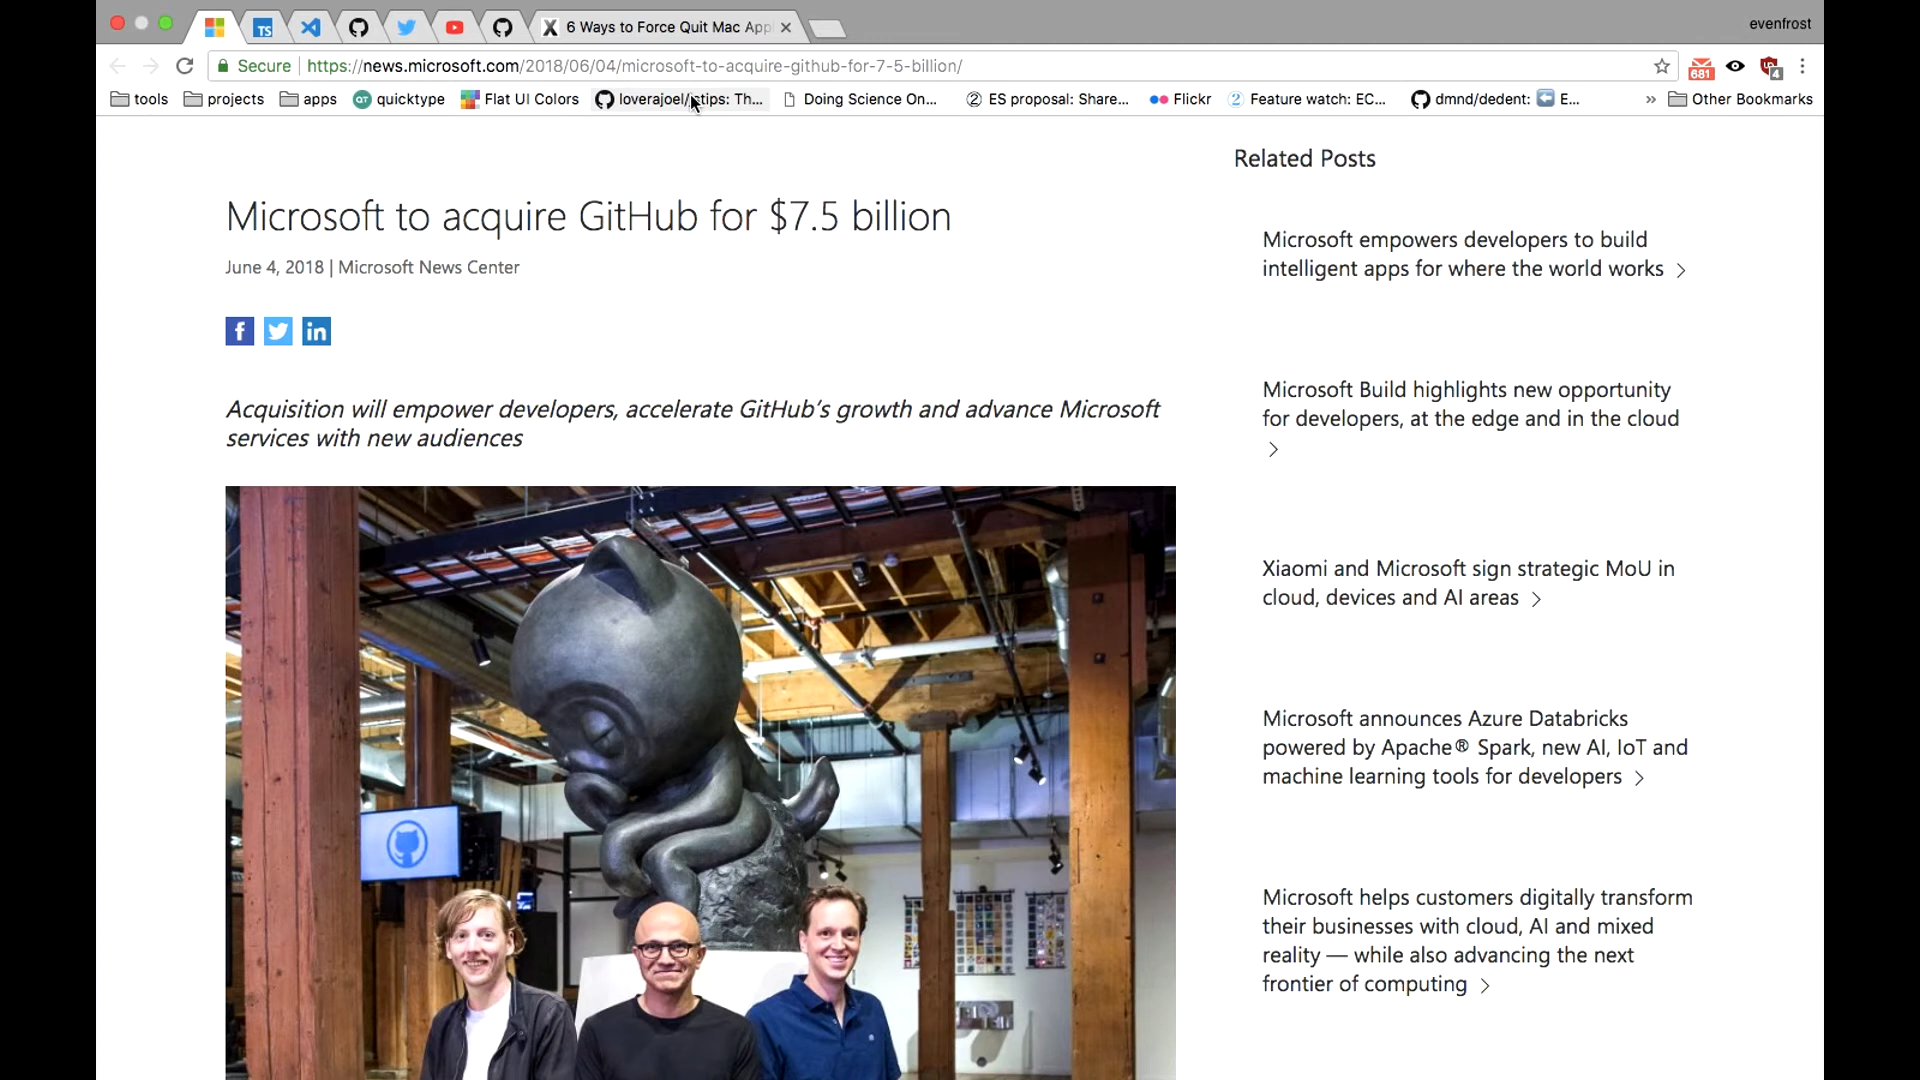 TS
6 Ways to Force Quit Mac App
evenfrost
Secure https://news.microsoft.com/2018/06/04/microsoft-to-acquire-github-for-7-5-billion/
681
4
tools projects apps QT quicktype Flat UI Colors loverajoel/jstips: Th... Doing Science On... 2 ES proposal: Share... Flickr 2 Feature watch: EC... dmnd/dedent: E... » Other Bookmarks
Microsoft to acquire GitHub for $7.5 billion
June 4, 2018 | Microsoft News Center
f in
Acquisition will empower developers, accelerate GitHub’s growth and advance Microsoft
services with new audiences
Related Posts
Microsoft empowers developers to build
intelligent apps for where the world works
Microsoft Build highlights new opportunity
for developers, at the edge and in the cloud
Xiaomi and Microsoft sign strategic MoU in
cloud, devices and AI areas
Microsoft announces Azure Databricks
powered by Apache® Spark, new AI, IoT and
machine learning tools for developers
Microsoft helps customers digitally transform
their businesses with cloud, AI and mixed
reality — while also advancing the next
frontier of computing